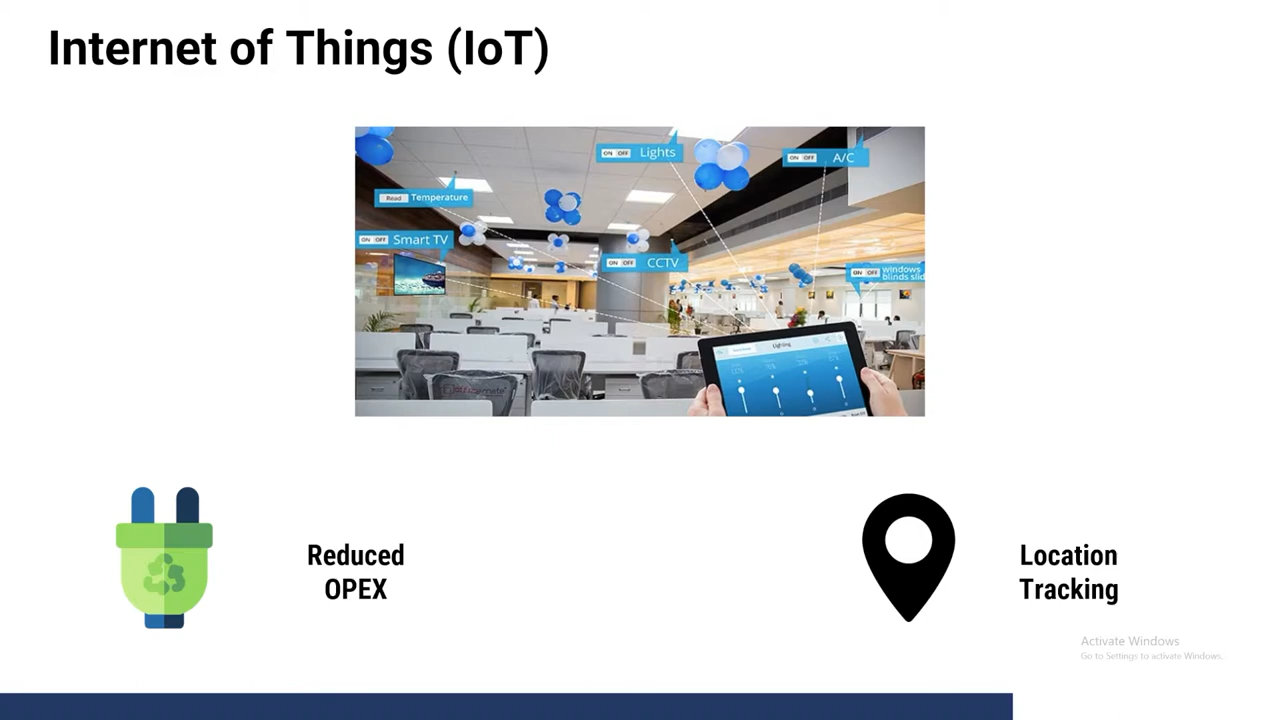 Internet of Things (IoT)
ON OFF Lights
ON OFF A/C
Read Temperature
ON OFF Smart TV
ON OFF CCTV
ON OFF windows
blinds slid
Lighting
Reduced
OPEX
Location
Tracking
Activate Windows
Go to Settings to activate Windows.